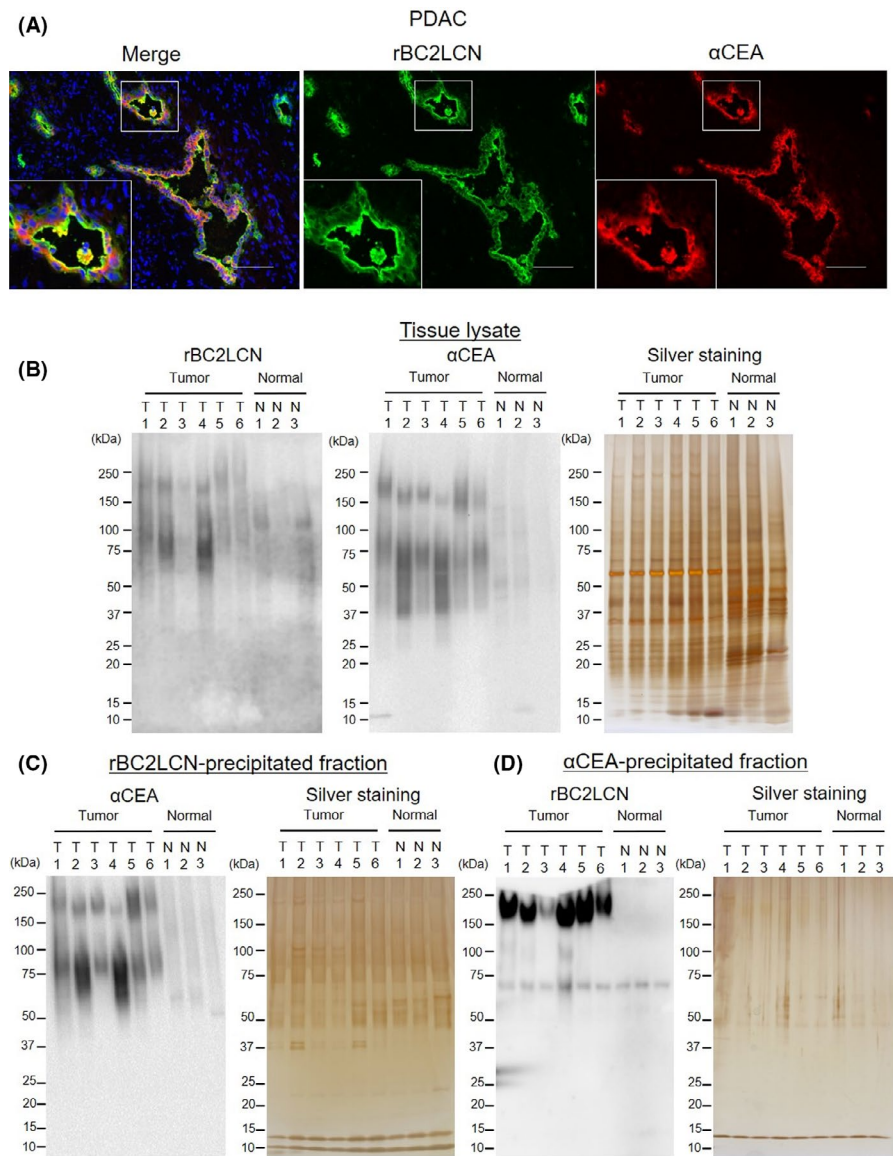 (A)
PDAC
Merge
rBC2LCN
αCEA
(B)
Tissue lysate
rBC2LCN
αCEA
Silver staining
Tumor Normal
Tumor Normal
Tumor Normal
T T T T T T N N N
1 2 3 4 5 6 1 2 3
(kDa)
250
150
100
75
50
37
25
20
15
10
T T T T T T N N N
1 2 3 4 5 6 1 2 3
(kDa)
250
150
100
75
50
37
25
20
15
10
T T T T T T N N N
1 2 3 4 5 6 1 2 3
(kDa)
250
150
100
75
50
37
25
20
15
10
(C)
rBC2LCN-precipitated fraction
αCEA
Silver staining
Tumor Normal
Tumor Normal
T T T T T T N N N
1 2 3 4 5 6 1 2 3
(kDa)
250
150
100
75
50
37
25
20
15
10
T T T T T T N N N
1 2 3 4 5 6 1 2 3
(kDa)
250
150
100
75
50
37
25
20
15
10
(D)
αCEA-precipitated fraction
rBC2LCN
Silver staining
Tumor Normal
Tumor Normal
T T T T T T N N N
1 2 3 4 5 6 1 2 3
(kDa)
250
150
100
75
50
37
25
20
15
10
T T T T T T T N N
1 2 3 4 5 6 1 2 3
(kDa)
250
150
100
75
50
37
25
20
15
10